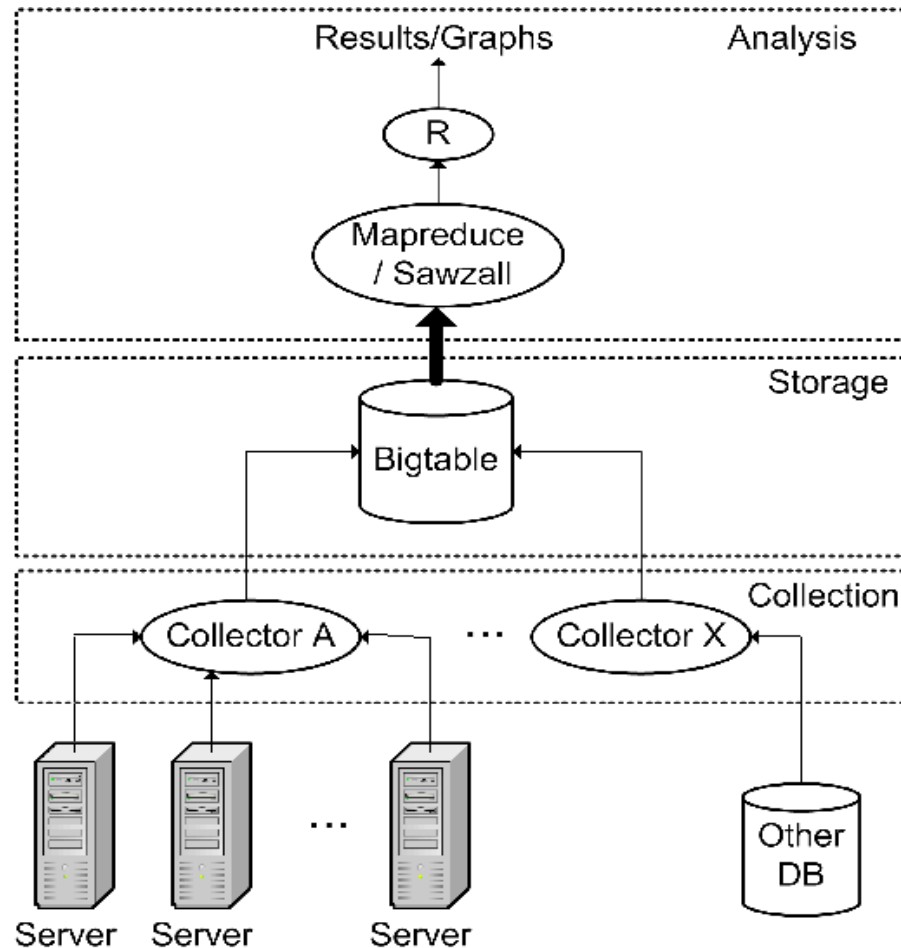 Results/Graphs
Analysis
R
Mapreduce
/ Sawzall
Storage
Bigtable
Collection
Collector A
...
Collector X
...
Other
DB
Server
Server
Server